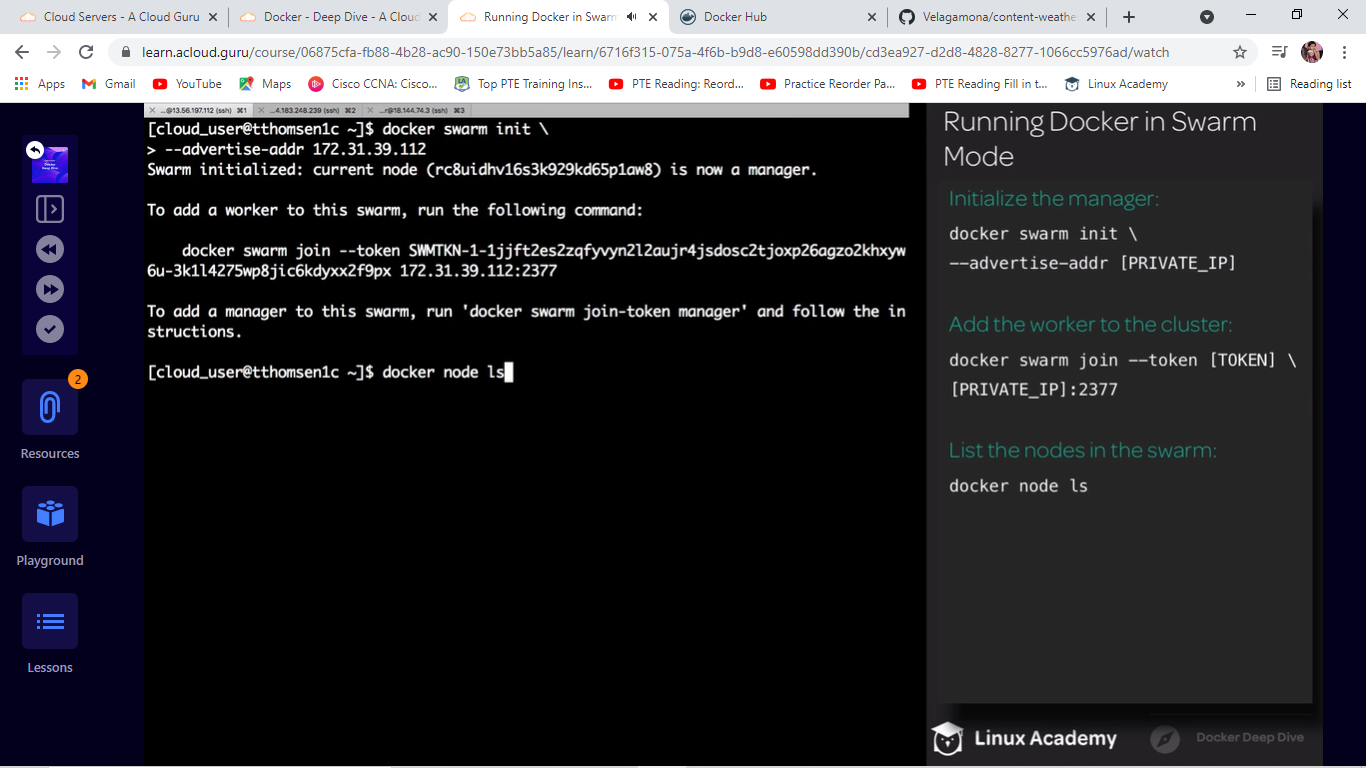 Cloud Servers - A Cloud Guru
Docker - Deep Dive - A Cloud
Running Docker in Swarm
Docker Hub
Velagamona/content-weathe
learn.acloud.guru/course/06875cfa-fb88-4b28-ac90-150e73bb5a85/learn/6716f315-075a-4f6b-b9d8-e60598dd390b/cd3ea927-d2d8-4828-8277-1066cc5976ad/watch
Apps
Gmail
YouTube
Maps
Cisco CCNA: Cisco...
Top PTE Training Ins...
PTE Reading: Reord...
Practice Reorder Pa...
PTE Reading Fill in t...
Linux Academy
»
Reading list
...@13.56.197.112 (ssh) ⌘1
...4.183.248.239 (ssh) ⌘2
...r@18.144.74.3 (ssh) ⌘3
[cloud_user@tthomsen1c ~]$ docker swarm init \
> --advertise-addr 172.31.39.112
Swarm initialized: current node (rc8uidhv16s3k929kd65p1aw8) is now a manager.
To add a worker to this swarm, run the following command:
docker swarm join --token SWMTKN-1-1jjft2es2zqfyvyn2l2aujr4jsdosc2tjoxp26agzo2khxyw
6u-3k1l4275wp8jic6kdyxx2f9px 172.31.39.112:2377
To add a manager to this swarm, run 'docker swarm join-token manager' and follow the in
structions.
[cloud_user@tthomsen1c ~]$ docker node ls
Running Docker in Swarm
Mode
Initialize the manager:
docker swarm init \
--advertise-addr [PRIVATE_IP]
Add the worker to the cluster:
docker swarm join --token [TOKEN] \
[PRIVATE_IP]:2377
List the nodes in the swarm:
docker node ls
Linux Academy
Docker Deep Dive
Docker Deep Dive
2
Resources
Playground
Lessons